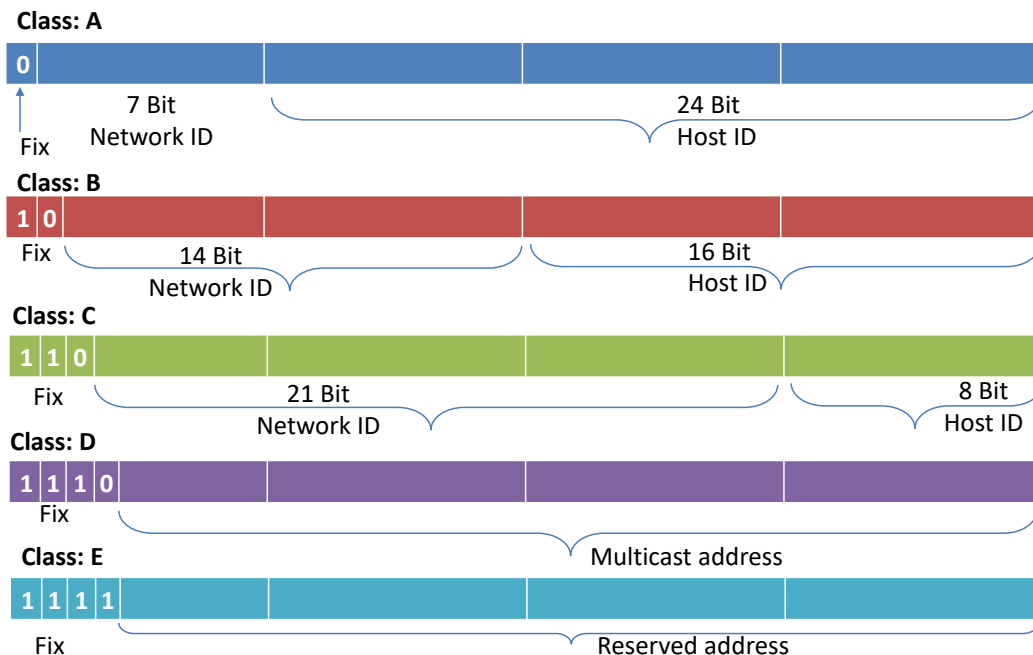 Class: A
0
7 Bit
Network ID
24 Bit
Host ID
Fix
Class: B
1 0
Fix
14 Bit
Network ID
16 Bit
Host ID
Class: C
1 1 0
Fix
21 Bit
Network ID
8 Bit
Host ID
Class: D
1 1 1 0
Fix
Multicast address
Class: E
1 1 1 1
Fix
Reserved address